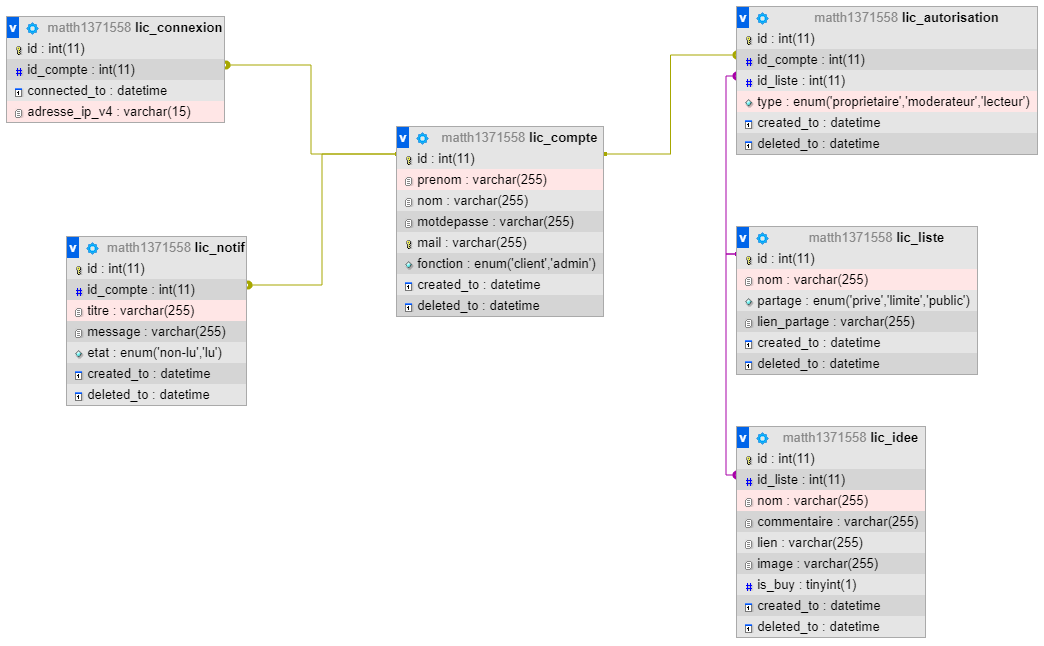 v matth1371558 lic_connexion
id : int(11)
# id_compte : int(11)
connected_to : datetime
adresse_ip_v4 : varchar(15)
v matth1371558 lic_notif
id : int(11)
# id_compte : int(11)
titre : varchar(255)
message : varchar(255)
etat : enum('non-lu','lu')
created_to : datetime
deleted_to : datetime
v matth1371558 lic_compte
id : int(11)
prenom : varchar(255)
nom : varchar(255)
motdepasse : varchar(255)
mail : varchar(255)
fonction : enum('client','admin')
created_to : datetime
deleted_to : datetime
v matth1371558 lic_autorisation
id : int(11)
# id_compte : int(11)
# id_liste : int(11)
type : enum('proprietaire','moderateur','lecteur')
created_to : datetime
deleted_to : datetime
v matth1371558 lic_liste
id : int(11)
nom : varchar(255)
partage : enum('prive','limite','public')
lien_partage : varchar(255)
created_to : datetime
deleted_to : datetime
v matth1371558 lic_idee
id : int(11)
# id_liste : int(11)
nom : varchar(255)
commentaire : varchar(255)
lien : varchar(255)
image : varchar(255)
# is_buy : tinyint(1)
created_to : datetime
deleted_to : datetime